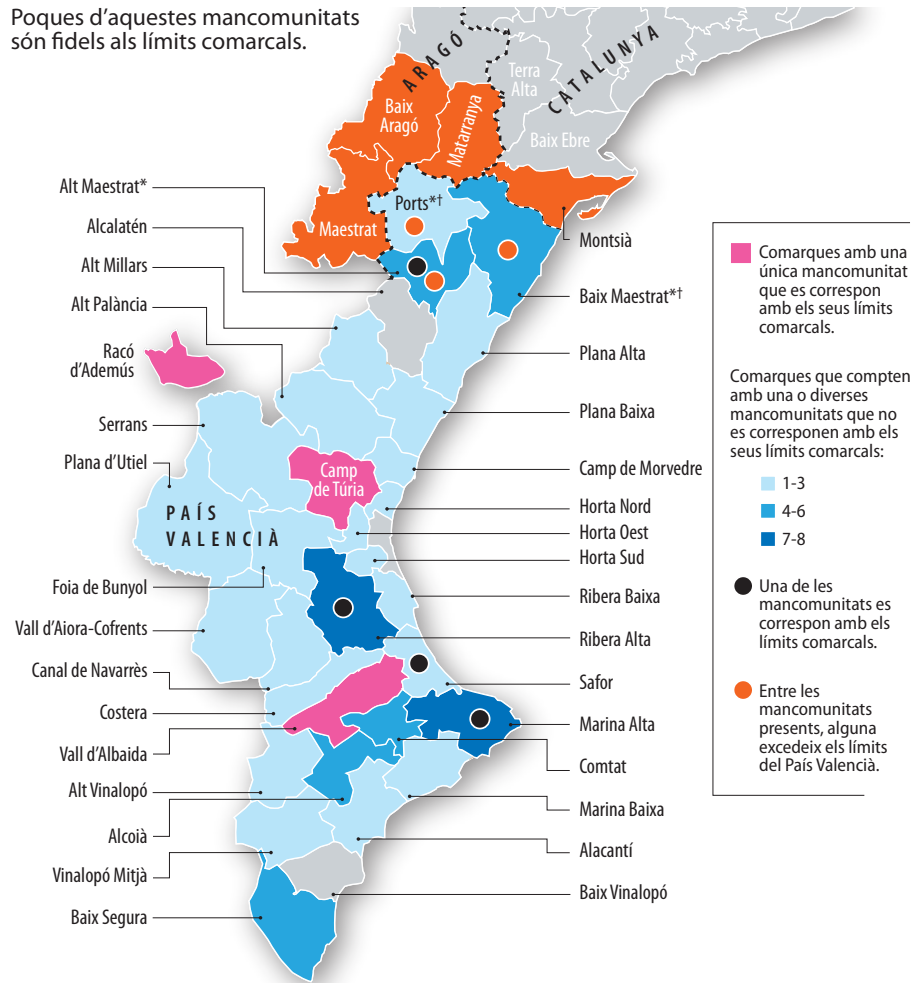 Poques d'aquestes mancomunitats
són fidels als límits comarcals.
ARAGÓ
CATALUNYA
Terra
Alta
Baix
Aragó
Matarranya
Baix Ebre
Alt Maestrat*
Ports*†
Alcalatén
Maestrat
Montsià
Alt Millars
Baix Maestrat*†
Alt Palància
Racó
d'Ademús
Plana Alta
Serrans
Plana Baixa
Plana d'Utiel
Camp
de Túria
Camp de Morvedre
PAÍS
VALENCIÀ
Horta Nord
Horta Oest
Horta Sud
Foia de Bunyol
Ribera Baixa
Vall d'Aiora-Cofrents
Ribera Alta
Canal de Navarrès
Safor
Costera
Marina Alta
Vall d'Albaida
Comtat
Alt Vinalopó
Marina Baixa
Alcoià
Alacantí
Vinalopó Mitjà
Baix Vinalopó
Baix Segura
Comarques amb una
única mancomunitat
que es correspon
amb els seus límits
comarcals.
Comarques que compten
amb una o diverses
mancomunitats que no
es corresponen amb els
seus límits comarcals:
1-3
4-6
7-8
Una de les
mancomunitats es
correspon amb els
límits comarcals.
Entre les
mancomunitats
presents, alguna
excedeix els límits
del País Valencià.